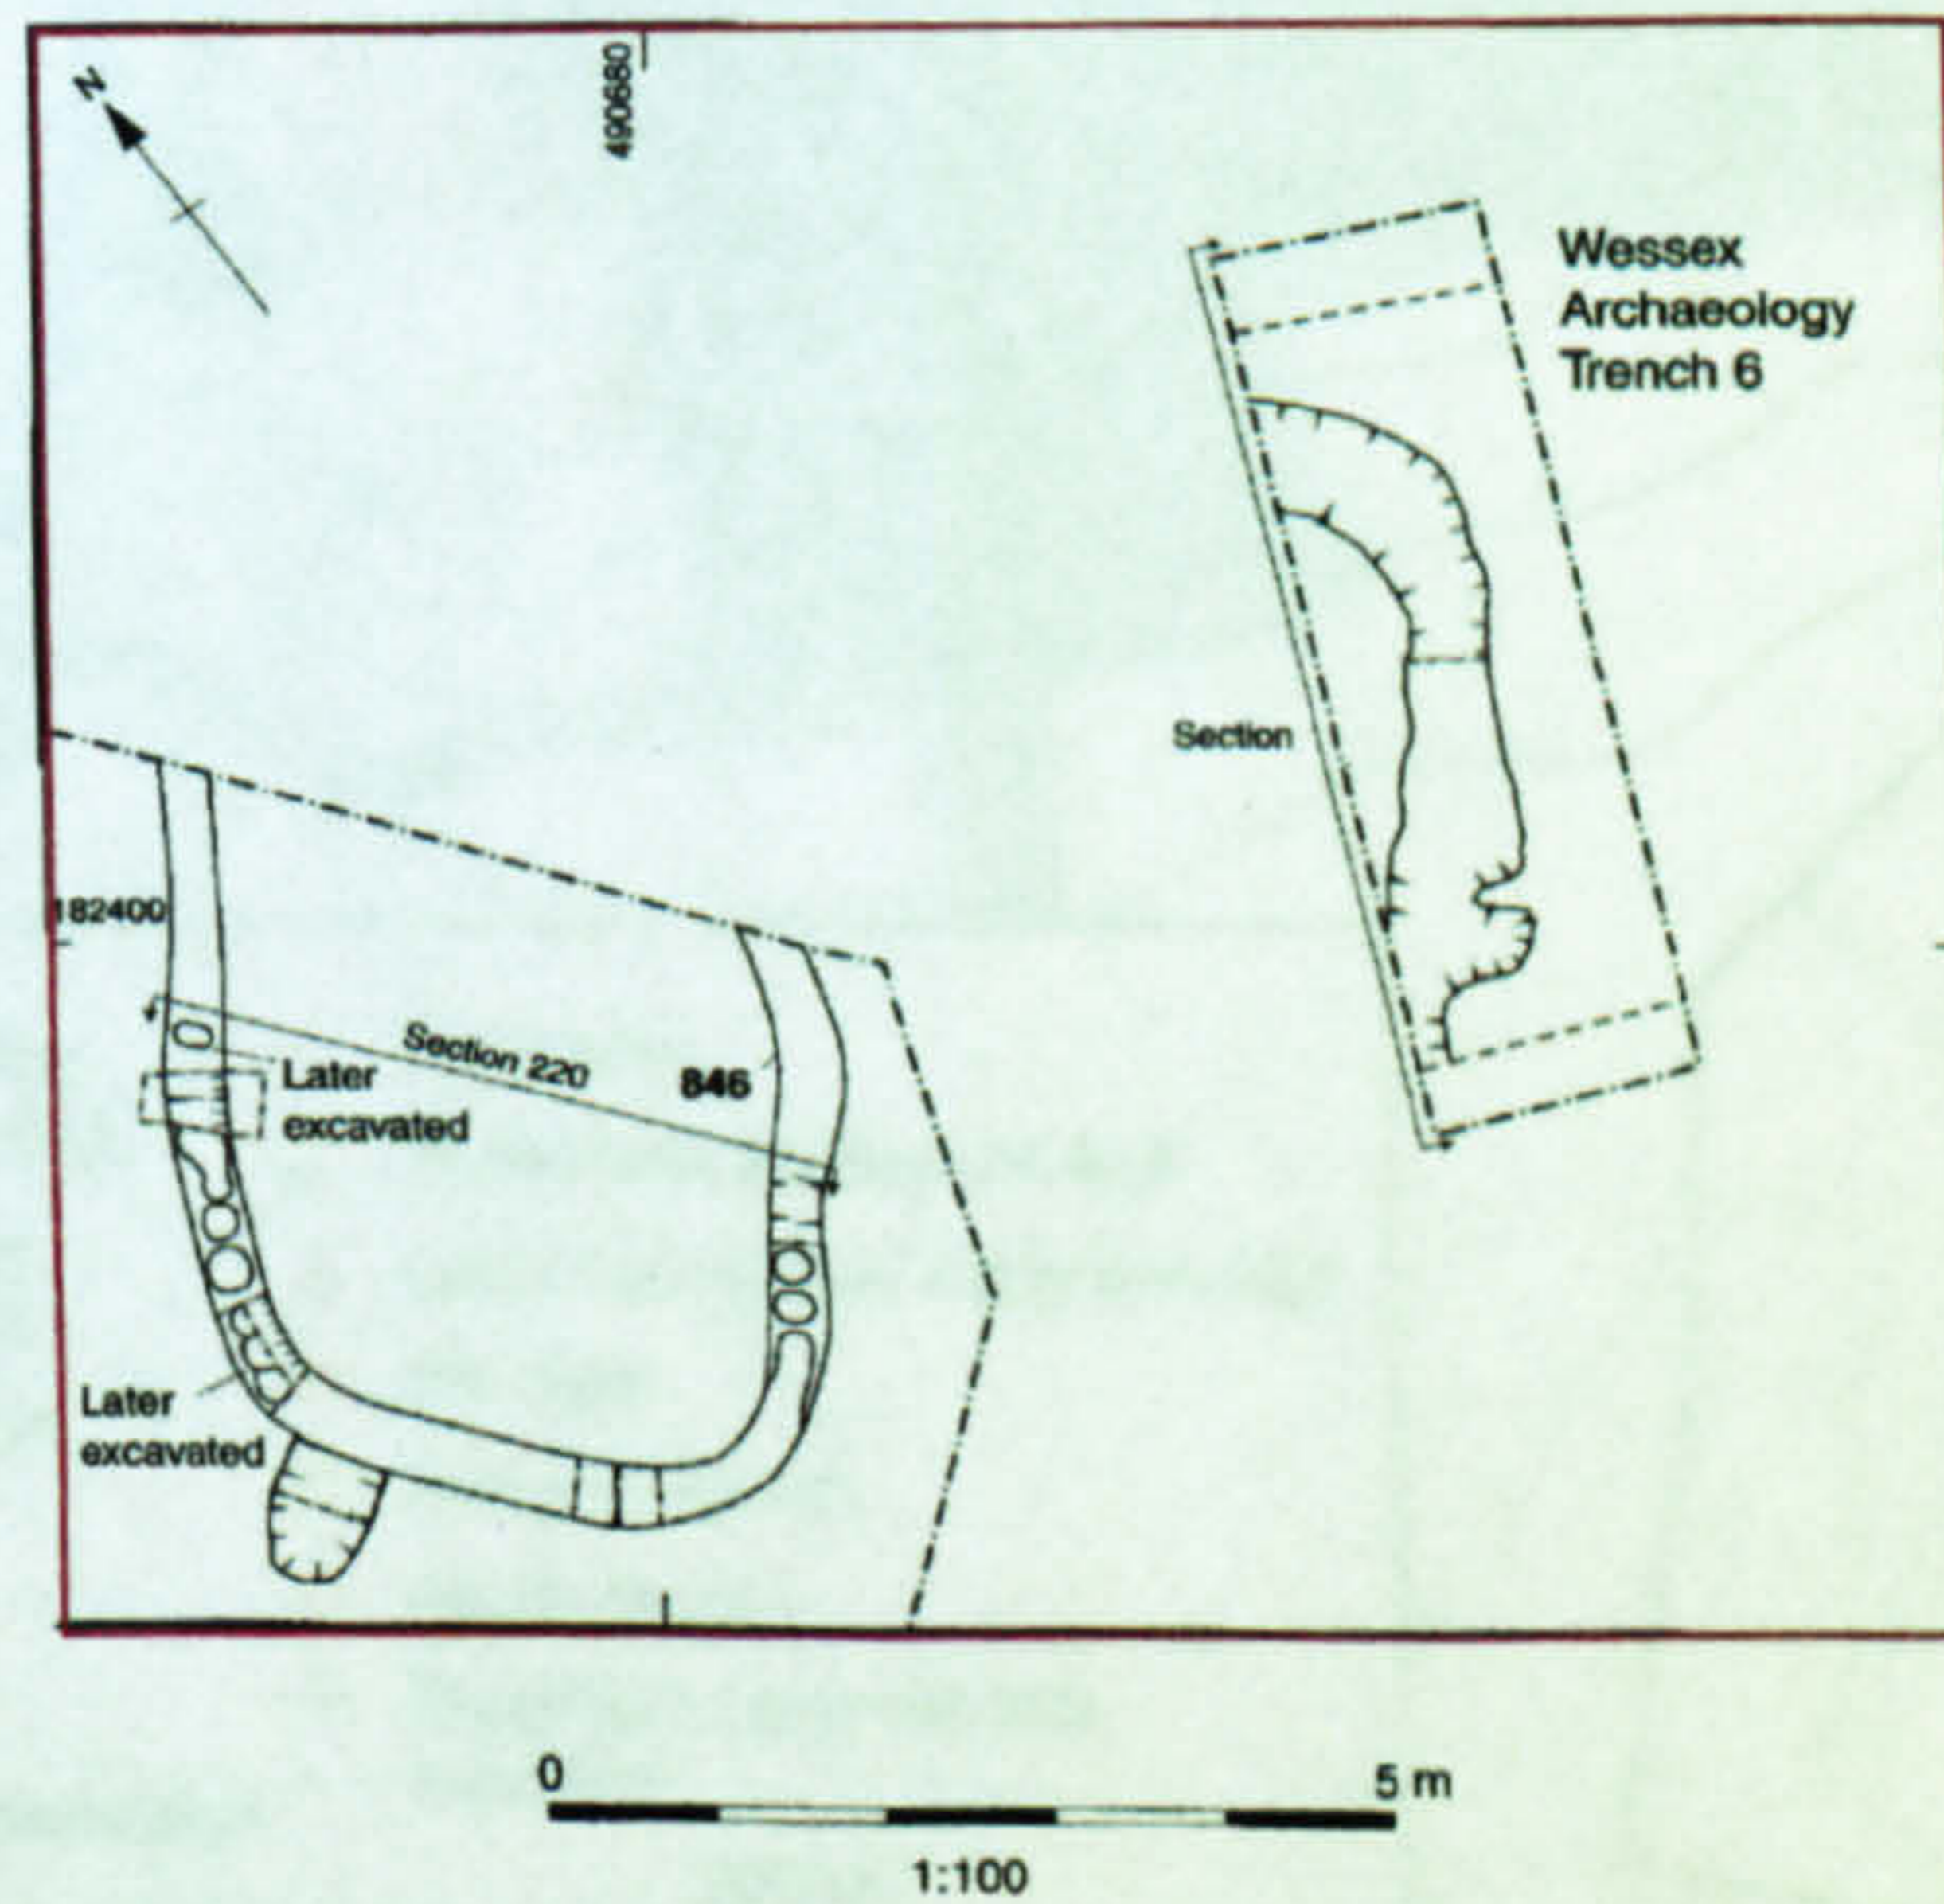 N
490680
Wessex
Archaeology
Trench 6
Section
182400
Section 220
846
Later
excavated
Later
excavated
0 5 m
1:100